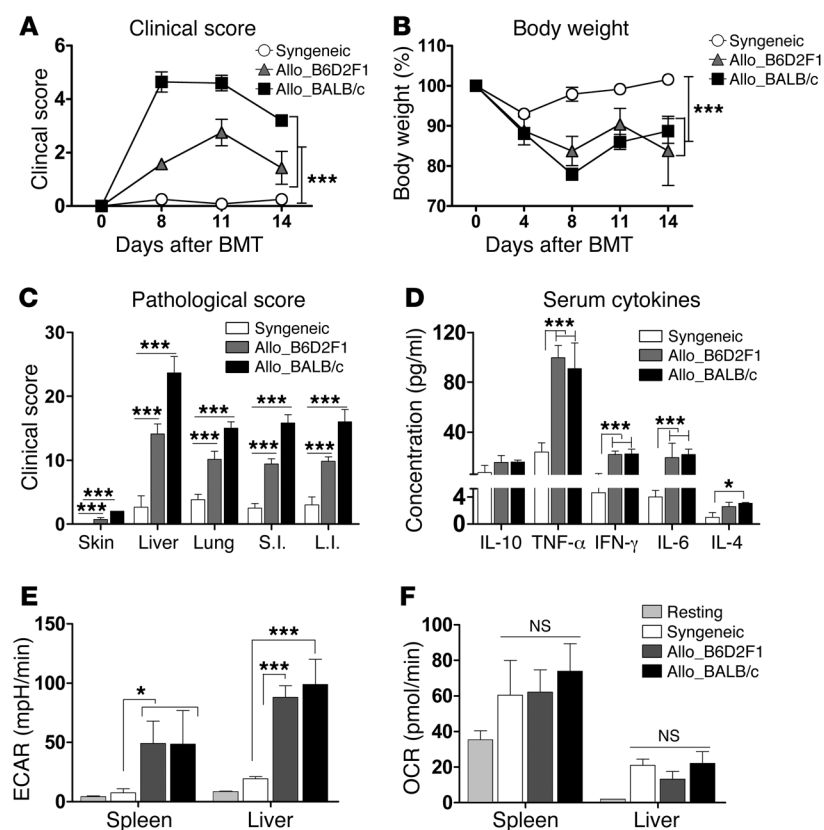 A
Clinical score
Clincal score
6
4
2
0
Syngeneic
Allo_B6D2F1
Allo_BALB/c
***
0 8 11 14
Days after BMT
B
Body weight
Body weight (%)
110
100
90
80
70
Syngeneic
Allo_B6D2F1
Allo_BALB/c
***
0 4 8 11 14
Days after BMT
C
Pathological score
Clinical score
30
20
10
0
Syngeneic
Allo_B6D2F1
Allo_BALB/c
*** *** *** *** ***
*** *** *** *** ***
Skin Liver Lung S.I. L.I.
D
Serum cytokines
Concentration (pg/ml)
120
80
40
4
0
Syngeneic
Allo_B6D2F1
Allo_BALB/c
*** *** *** *
IL-10 TNF-α IFN-γ IL-6 IL-4
E
ECAR (mpH/min)
150
100
50
0
* *** ***
Spleen Liver
F
OCR (pmol/min)
100
80
60
40
20
0
Resting
Syngeneic
Allo_B6D2F1
Allo_BALB/c
NS NS
Spleen Liver